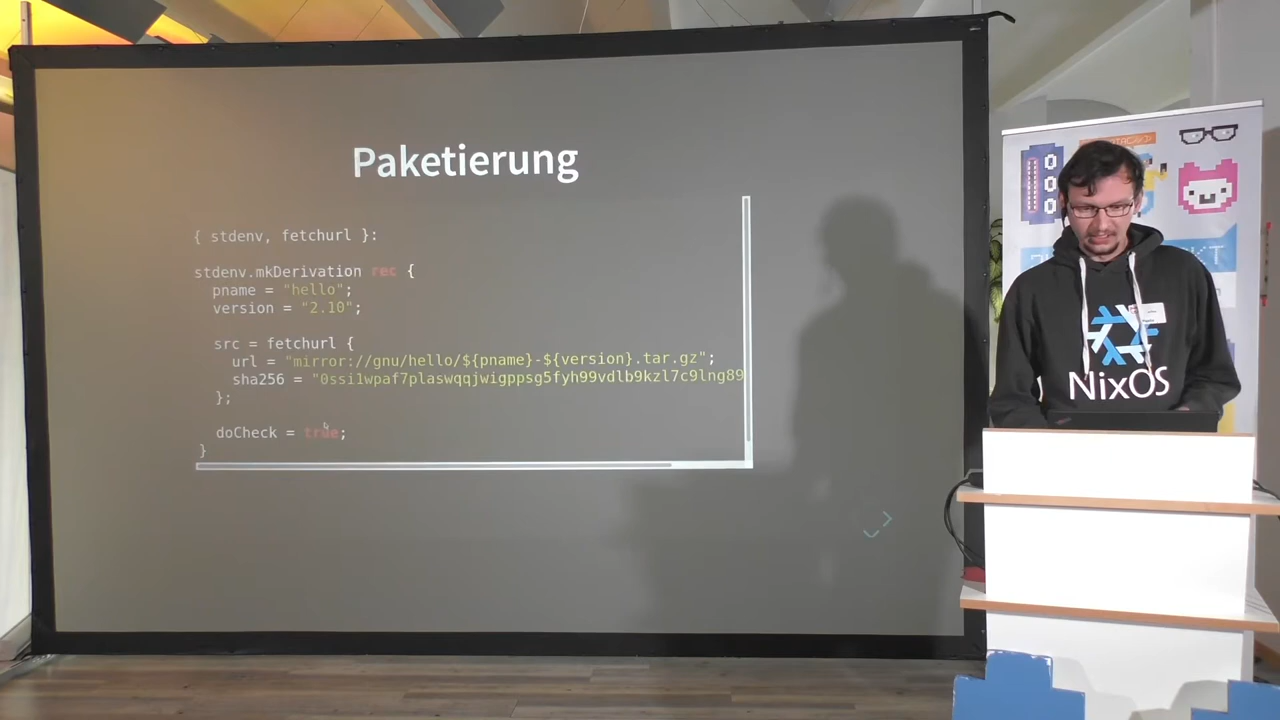 Paketierung
{ stdenv, fetchurl }:
stdenv.mkDerivation rec {
pname = "hello";
version = "2.10";
src = fetchurl {
url = "mirror://gnu/hello/${pname}-${version}.tar.gz";
sha256 = "0ssi1wpaf7plaswqqjwigppsg5fyh99vdlb9kzl7c9lng89
};
doCheck = true;
}
NixOS